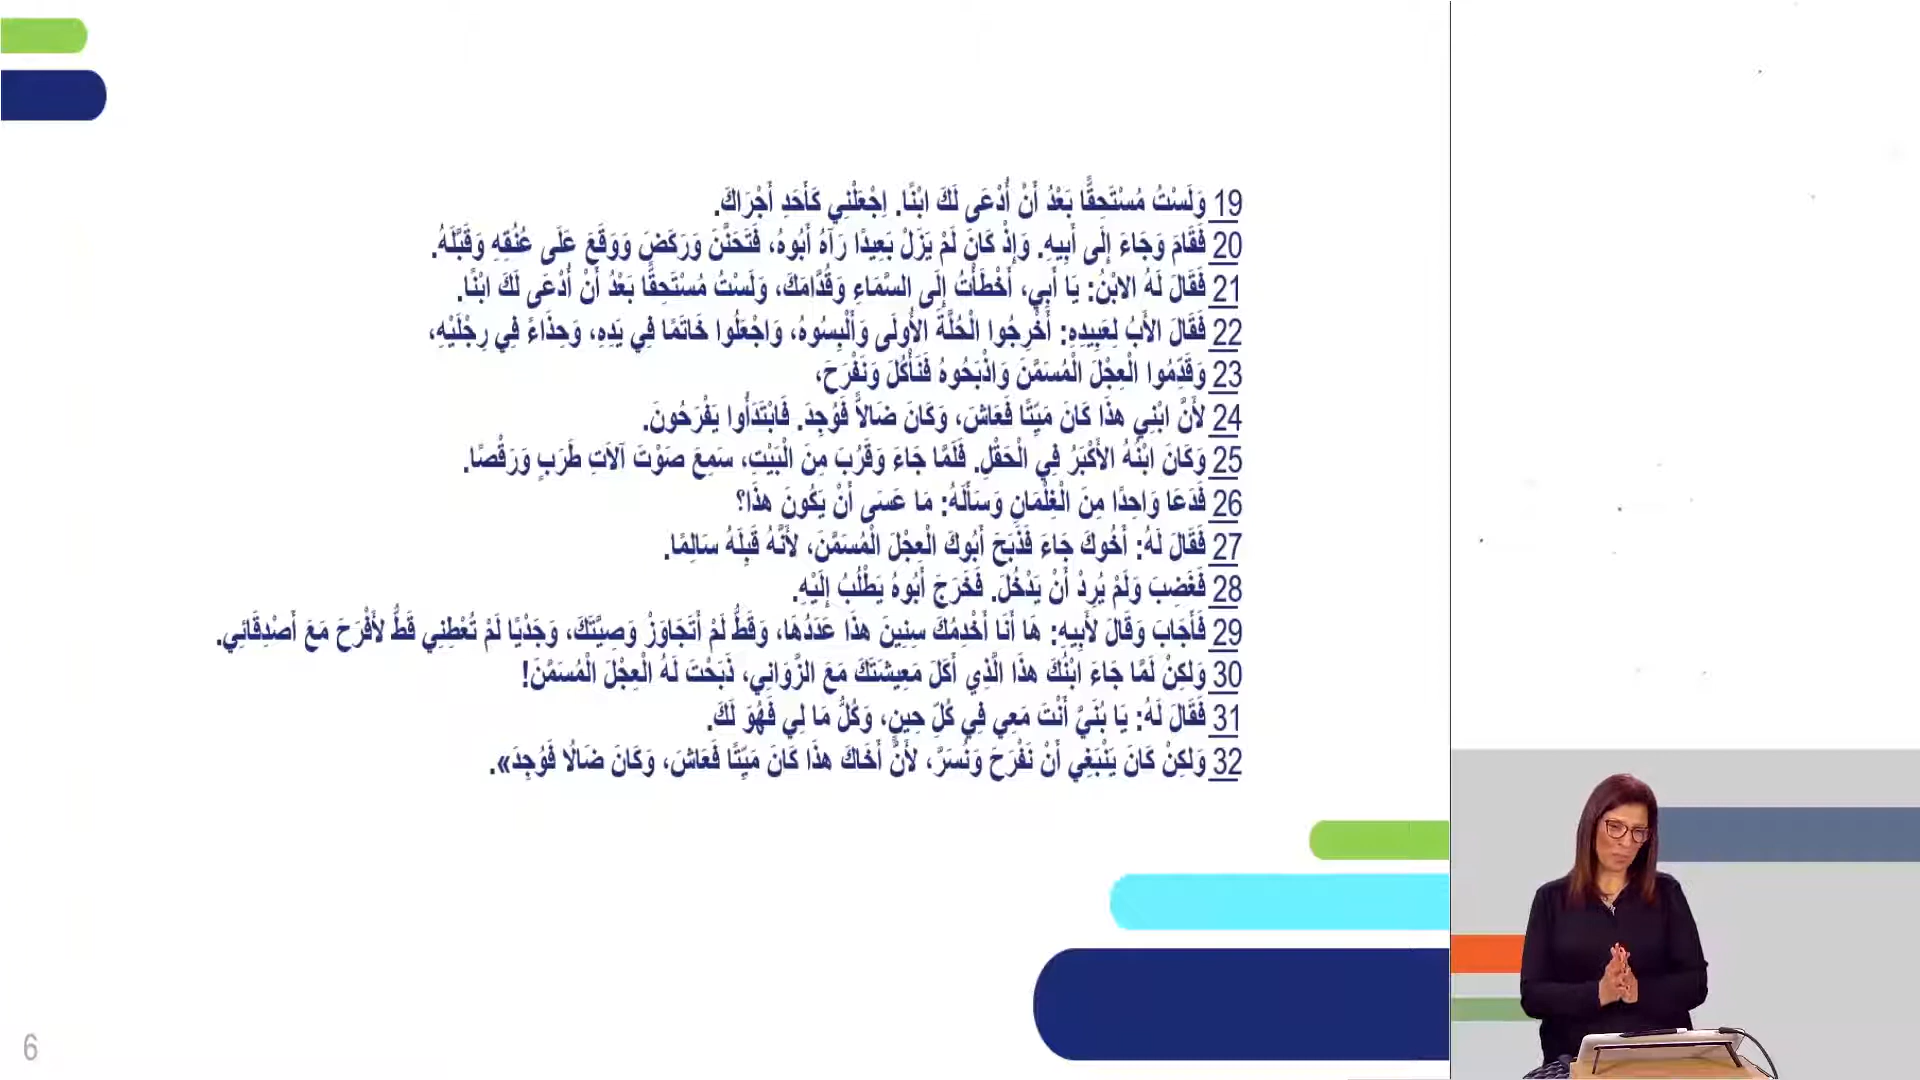 19 وَلَسْتُ مُسْتَحِقًّا بَعْدُ أَنْ أُدْعَى لَكَ ابْنًا. اِجْعَلْنِي كَأَحَدِ أَجْرَاكَ.
20 فَقَامَ وَجَاءَ إِلَى أَبِيهِ. وَإِذْ كَانَ لَمْ يَزَلْ بَعِيدًا رَآهُ أَبُوهُ، فَتَحَنَّنَ وَرَكَضَ وَوَقَعَ عَلَى عُنُقِهِ وَقَبَّلَهُ.
21 فَقَالَ لَهُ الابْنُ: يَا أَبِي، أَخْطَأْتُ إِلَى السَّمَاءِ وَقُدَّامَكَ، وَلَسْتُ مُسْتَحِقًّا بَعْدُ أَنْ أُدْعَى لَكَ ابْنًا.
22 فَقَالَ الأَبُ لِعَبِيدِهِ: أَخْرِجُوا الْحُلَّةَ الأُولَى وَأَلْبِسُوهُ، وَاجْعَلُوا خَاتَمًا فِي يَدِهِ، وَحِذَاءً فِي رِجْلَيْهِ،
23 وَقَدِّمُوا الْعِجْلَ الْمُسَمَّنَ وَاذْبَحُوهُ فَنَأْكُلَ وَنَفْرَحَ،
24 لأَنَّ ابْنِي هذَا كَانَ مَيِّتًا فَعَاشَ، وَكَانَ ضَالاًّ فَوُجِدَ. فَابْتَدَأُوا يَفْرَحُونَ.
25 وَكَانَ ابْنُهُ الأَكْبَرُ فِي الْحَقْلِ. فَلَمَّا جَاءَ وَقَرُبَ مِنَ الْبَيْتِ، سَمِعَ صَوْتَ آلاَتِ طَرَبٍ وَرَقْصًا.
26 فَدَعَا وَاحِدًا مِنَ الْغِلْمَانِ وَسَأَلَهُ: مَا عَسَى أَنْ يَكُونَ هذَا؟
27 فَقَالَ لَهُ: أَخُوكَ جَاءَ فَذَبَحَ أَبُوكَ الْعِجْلَ الْمُسَمَّنَ، لأَنَّهُ قَبِلَهُ سَالِمًا.
28 فَغَضِبَ وَلَمْ يُرِدْ أَنْ يَدْخُلَ. فَخَرَجَ أَبُوهُ يَطْلُبُ إِلَيْهِ.
29 فَأَجَابَ وَقَالَ لأَبِيهِ: هَا أَنَا أَخْدِمُكَ سِنِينَ هذَا عَدَدُهَا، وَقَطُّ لَمْ أَتَجَاوَزْ وَصِيَّتَكَ، وَجَدْيًا لَمْ تُعْطِنِي قَطُّ لأَفْرَحَ مَعَ أَصْدِقَائِي.
30 وَلكِنْ لَمَّا جَاءَ ابْنُكَ هذَا الَّذِي أَكَلَ مَعِيشَتَكَ مَعَ الزَّوَانِي، ذَبَحْتَ لَهُ الْعِجْلَ الْمُسَمَّنَ!
31 فَقَالَ لَهُ: يَا بُنَيَّ أَنْتَ مَعِي فِي كُلِّ حِينٍ، وَكُلُّ مَا لِي فَهُوَ لَكَ.
32 وَلكِنْ كَانَ يَنْبَغِي أَنْ نَفْرَحَ وَنُسَرَّ، لأَنَّ أَخَاكَ هذَا كَانَ مَيِّتًا فَعَاشَ، وَكَانَ ضَالًا فَوُجِدَ».
6